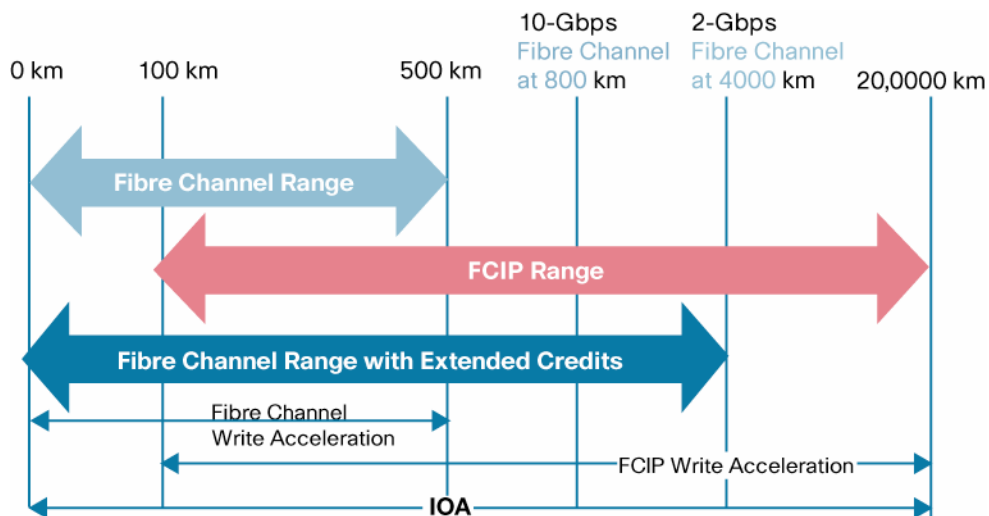 0 km
100 km
500 km
10-Gbps
Fibre Channel
at 800 km
2-Gbps
Fibre Channel
at 4000 km
20,0000 km
Fibre Channel Range
FCIP Range
Fibre Channel Range with Extended Credits
Fibre Channel
Write Acceleration
FCIP Write Acceleration
IOA